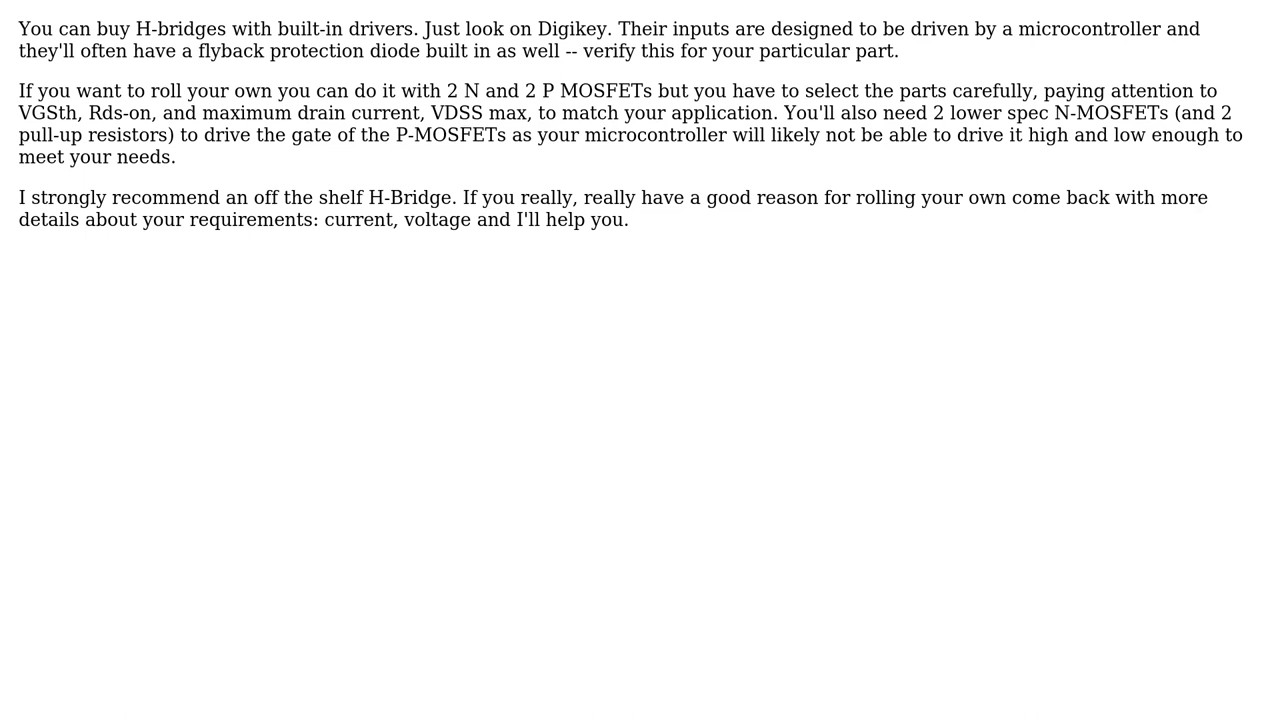 You can buy H-bridges with built-in drivers. Just look on Digikey. Their inputs are designed to be driven by a microcontroller and
they'll often have a flyback protection diode built in as well -- verify this for your particular part.
If you want to roll your own you can do it with 2 N and 2 P MOSFETs but you have to select the parts carefully, paying attention to
VGSth, Rds-on, and maximum drain current, VDSS max, to match your application. You'll also need 2 lower spec N-MOSFETs (and 2
pull-up resistors) to drive the gate of the P-MOSFETs as your microcontroller will likely not be able to drive it high and low enough to
meet your needs.
I strongly recommend an off the shelf H-Bridge. If you really, really have a good reason for rolling your own come back with more
details about your requirements: current, voltage and I'll help you.